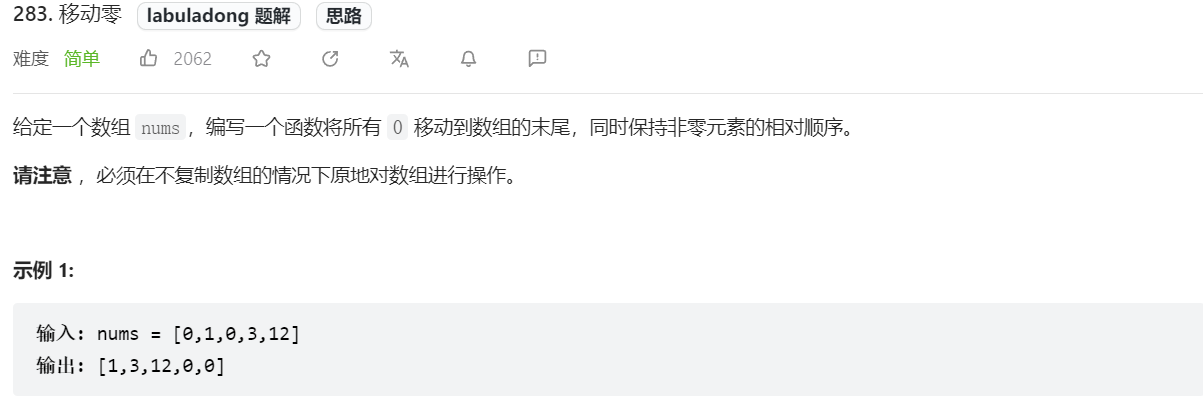 283. 移动零 labuladong 题解 思路
难度 简单 2062
给定一个数组 nums，编写一个函数将所有 0 移动到数组的末尾，同时保持非零元素的相对顺序。
请注意 ，必须在不复制数组的情况下原地对数组进行操作。
示例 1:
输入: nums = [0,1,0,3,12]
输出: [1,3,12,0,0]